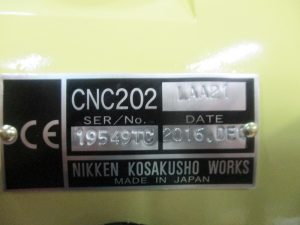 CNC202 LAA21
SER/No. DATE
CE 19549TC 2016.DEC
NIKKEN KOSAKUSHO WORKS
MADE IN JAPAN